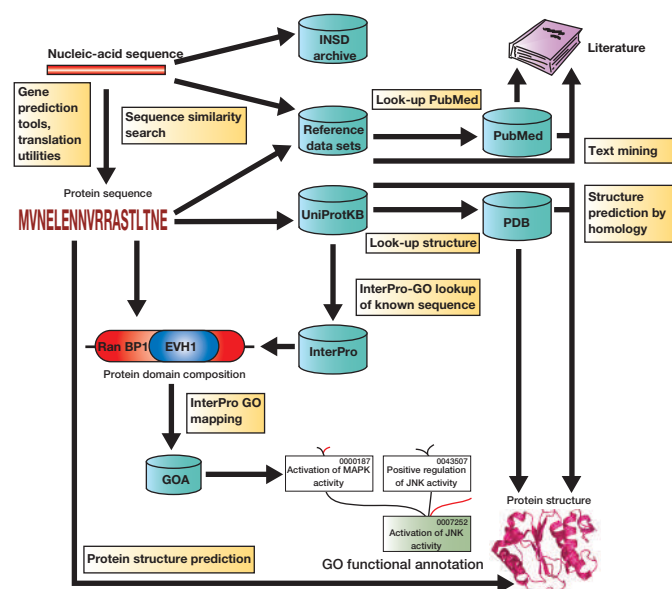 Nucleic-acid sequence
INSD
archive
Literature
Gene
prediction
tools,
translation
utilities
Sequence similarity
search
Look-up PubMed
Reference
data sets
PubMed
Text mining
Protein sequence
MVNELENNVRRASTLTNE
UniProtKB
PDB
Structure
prediction by
homology
Look-up structure
InterPro-GO lookup
of known sequence
Ran BP1
EVH1
InterPro
Protein domain composition
InterPro GO
mapping
GOA
0000187
Activation of MAPK
activity
0043507
Positive regulation
of JNK activity
0007252
Activation of JNK
activity
GO functional annotation
Protein structure
Protein structure prediction